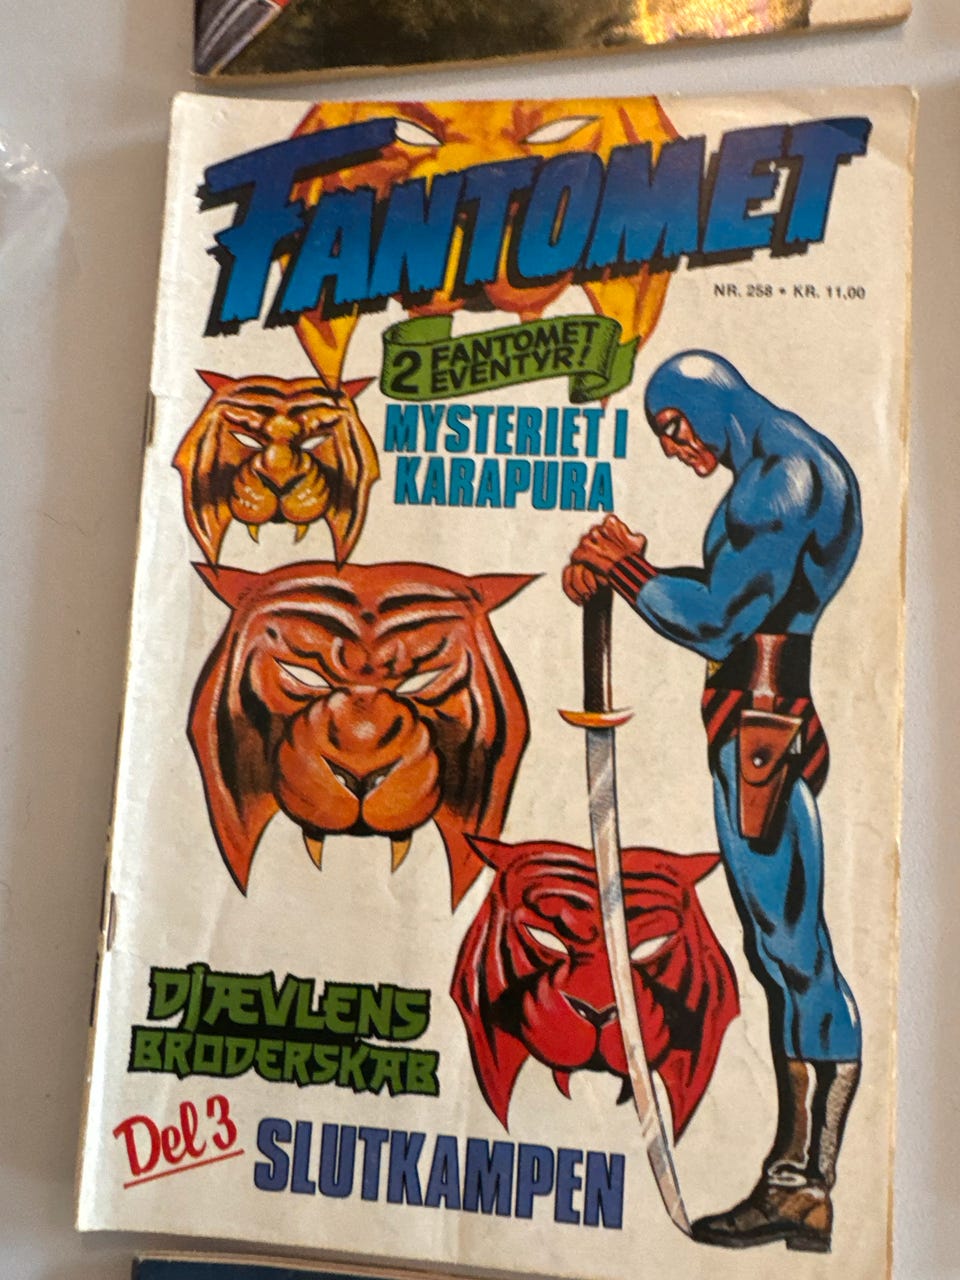 FANTOMET
NR. 258 • KR. 11,00
2 FANTOMET
EVENTYR!
MYSTERIET I
KARAPURA
DJÆVLENS
BRODERSKAB
Del 3
SLUTKAMPEN